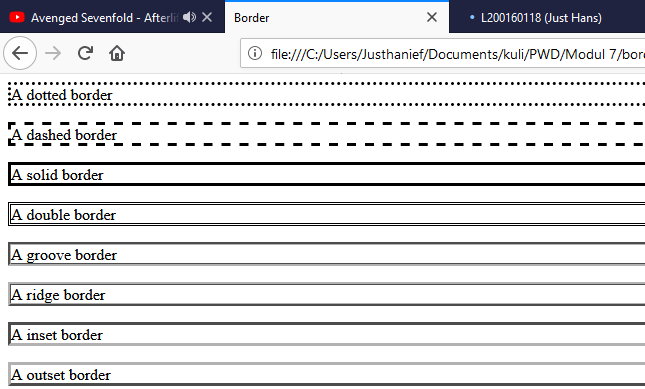 Avenged Sevenfold - Afterli
Border
L200160118 (Just Hans)
file:///C:/Users/Justhanief/Documents/kuli/PWD/Modul 7/bor
A dotted border
A dashed border
A solid border
A double border
A groove border
A ridge border
A inset border
A outset border